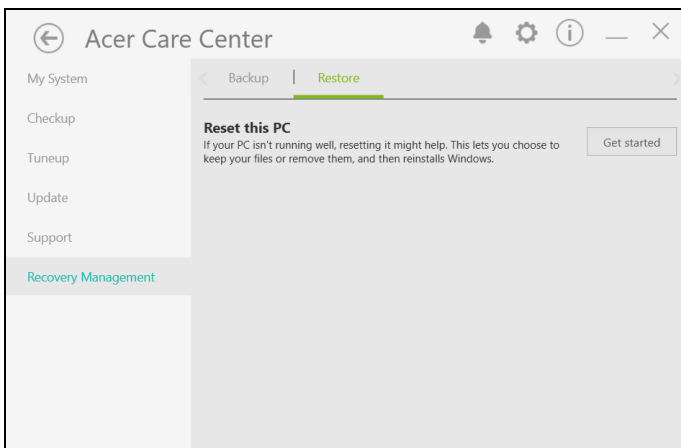 Acer Care Center
My System
Checkup
Tuneup
Update
Support
Recovery Management
Backup | Restore
Reset this PC
If your PC isn't running well, resetting it might help. This lets you choose to
keep your files or remove them, and then reinstalls Windows.
Get started